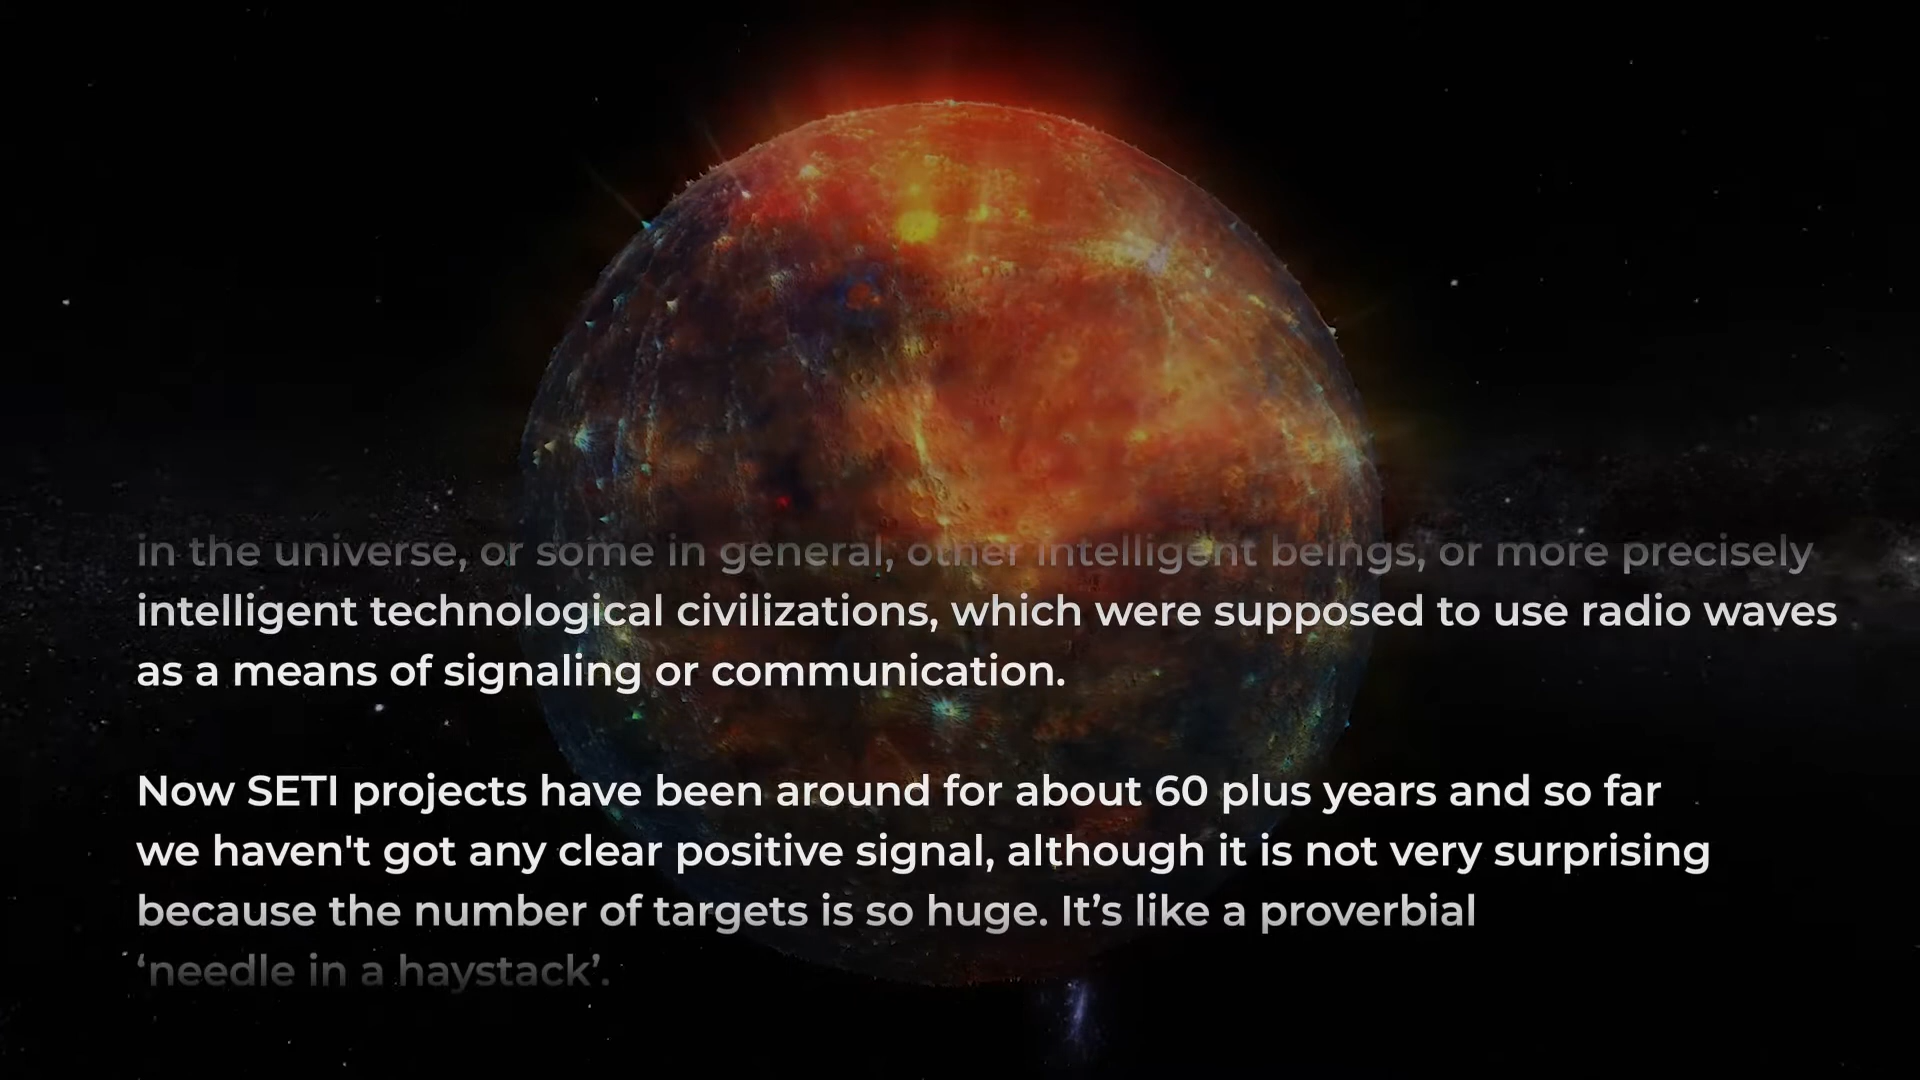 in the universe, or some in general, other intelligent beings, or more precisely
intelligent technological civilizations, which were supposed to use radio waves
as a means of signaling or communication.
Now SETI projects have been around for about 60 plus years and so far
we haven't got any clear positive signal, although it is not very surprising
because the number of targets is so huge. It’s like a proverbial
‘needle in a haystack’.